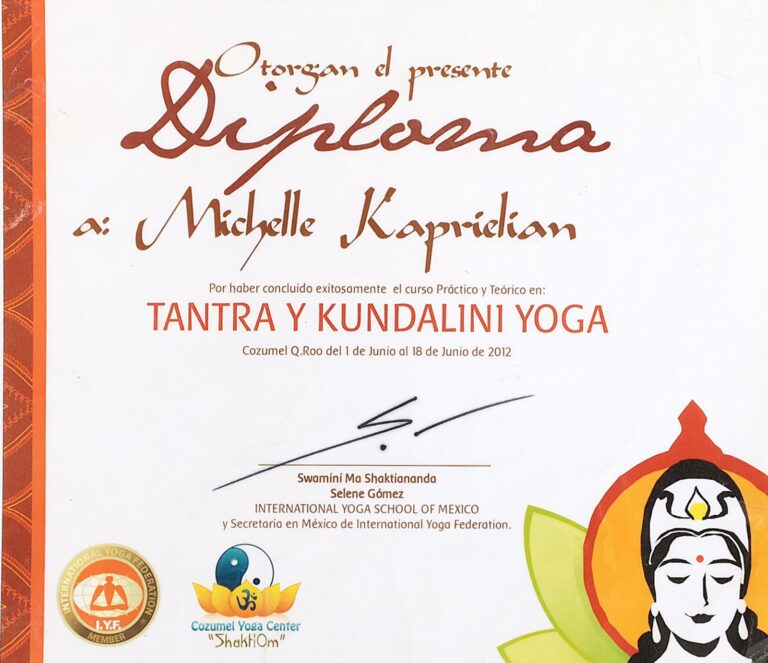 Otorgan el presente
Diploma
a: Michelle Kaprielian
Por haber concluído exitosamente el curso Práctico y Teórico en:
TANTRA Y KUNDALINI YOGA
Cozumel Q.Roo del 1 de Junio al 18 de Junio de 2012
Swamini Ma Shaktiananda
Selene Gómez
INTERNATIONAL YOGA SCHOOL OF MEXICO
y Secretaria en México de International Yoga Federation.
INTERNATIONAL YOGA FEDERATION
I.Y.F.
MEMBER
ॐ
Cozumel Yoga Center
"ShaktiOm"